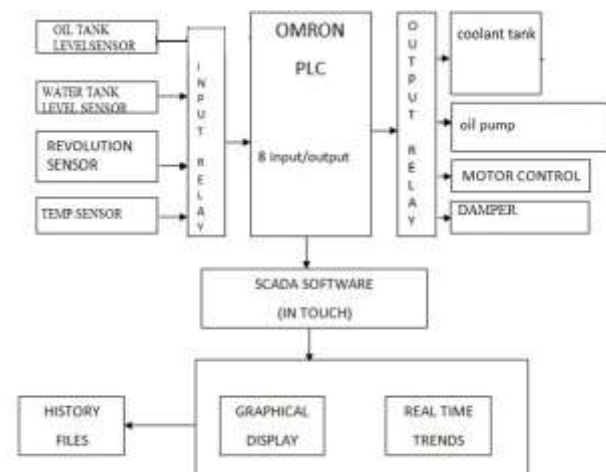 OIL TANK
LEVELSENSOR
WATER TANK
LEVEL SENSOR
REVOLUTION
SENSOR
TEMP SENSOR
INPUT RELAY
OMRON
PLC
8 input/output
OUTPUT RELAY
coolant tank
oil pump
MOTOR CONTROL
DAMPER
SCADA SOFTWARE
(IN TOUCH)
HISTORY
FILES
GRAPHICAL
DISPLAY
REAL TIME
TRENDS